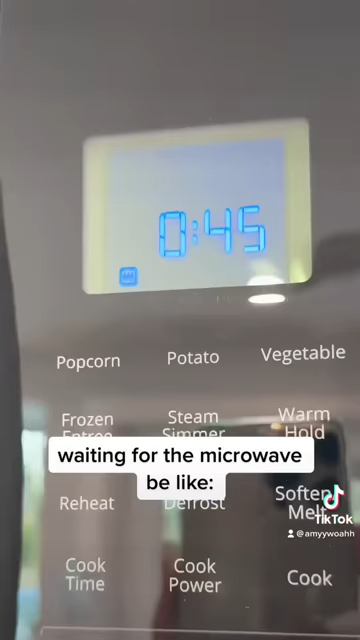 0:45
Popcorn Potato Vegetable
Frozen Entree Steam Simmer Warm Hold
waiting for the microwave
be like:
Reheat Defrost Soften Melt
TikTok
@amyywoahh
Cook Time Cook Power Cook